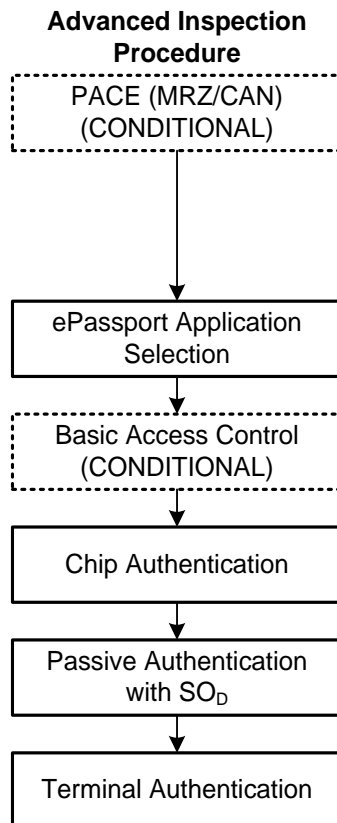 Advanced Inspection
Procedure
PACE (MRZ/CAN)
(CONDITIONAL)
ePassport Application
Selection
Basic Access Control
(CONDITIONAL)
Chip Authentication
Passive Authentication
with SO_D
Terminal Authentication